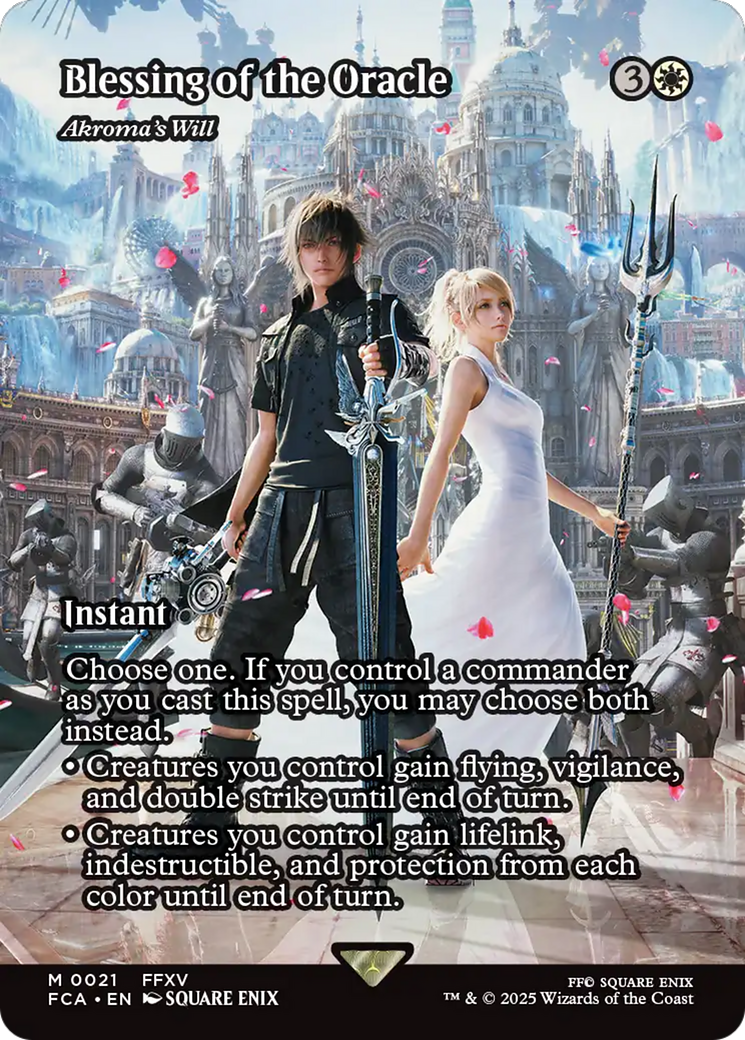 Blessing of the Oracle 3
Akroma's Will
Instant
Choose one. If you control a commander
as you cast this spell, you may choose both
instead.
• Creatures you control gain flying, vigilance,
and double strike until end of turn.
• Creatures you control gain lifelink,
indestructible, and protection from each
color until end of turn.
M 0021 FFXV
FCA • EN SQUARE ENIX
FF© SQUARE ENIX
™ & © 2025 Wizards of the Coast